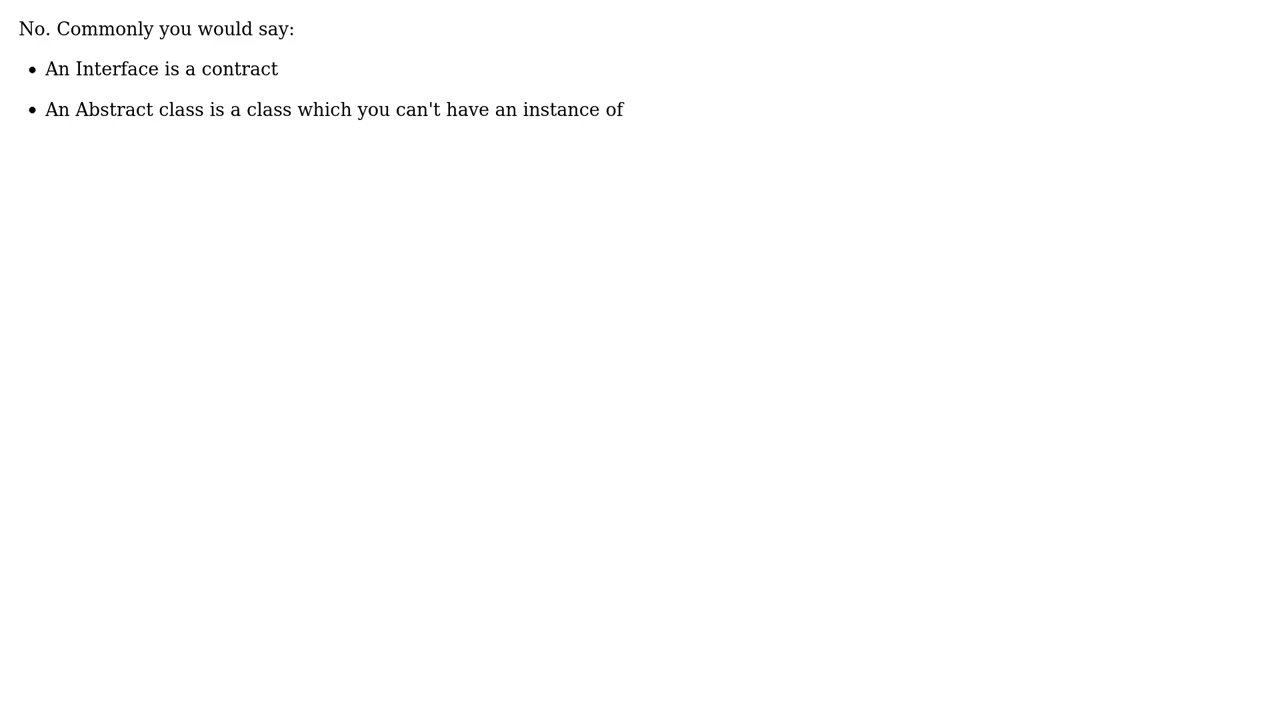 No. Commonly you would say:
• An Interface is a contract
• An Abstract class is a class which you can't have an instance of